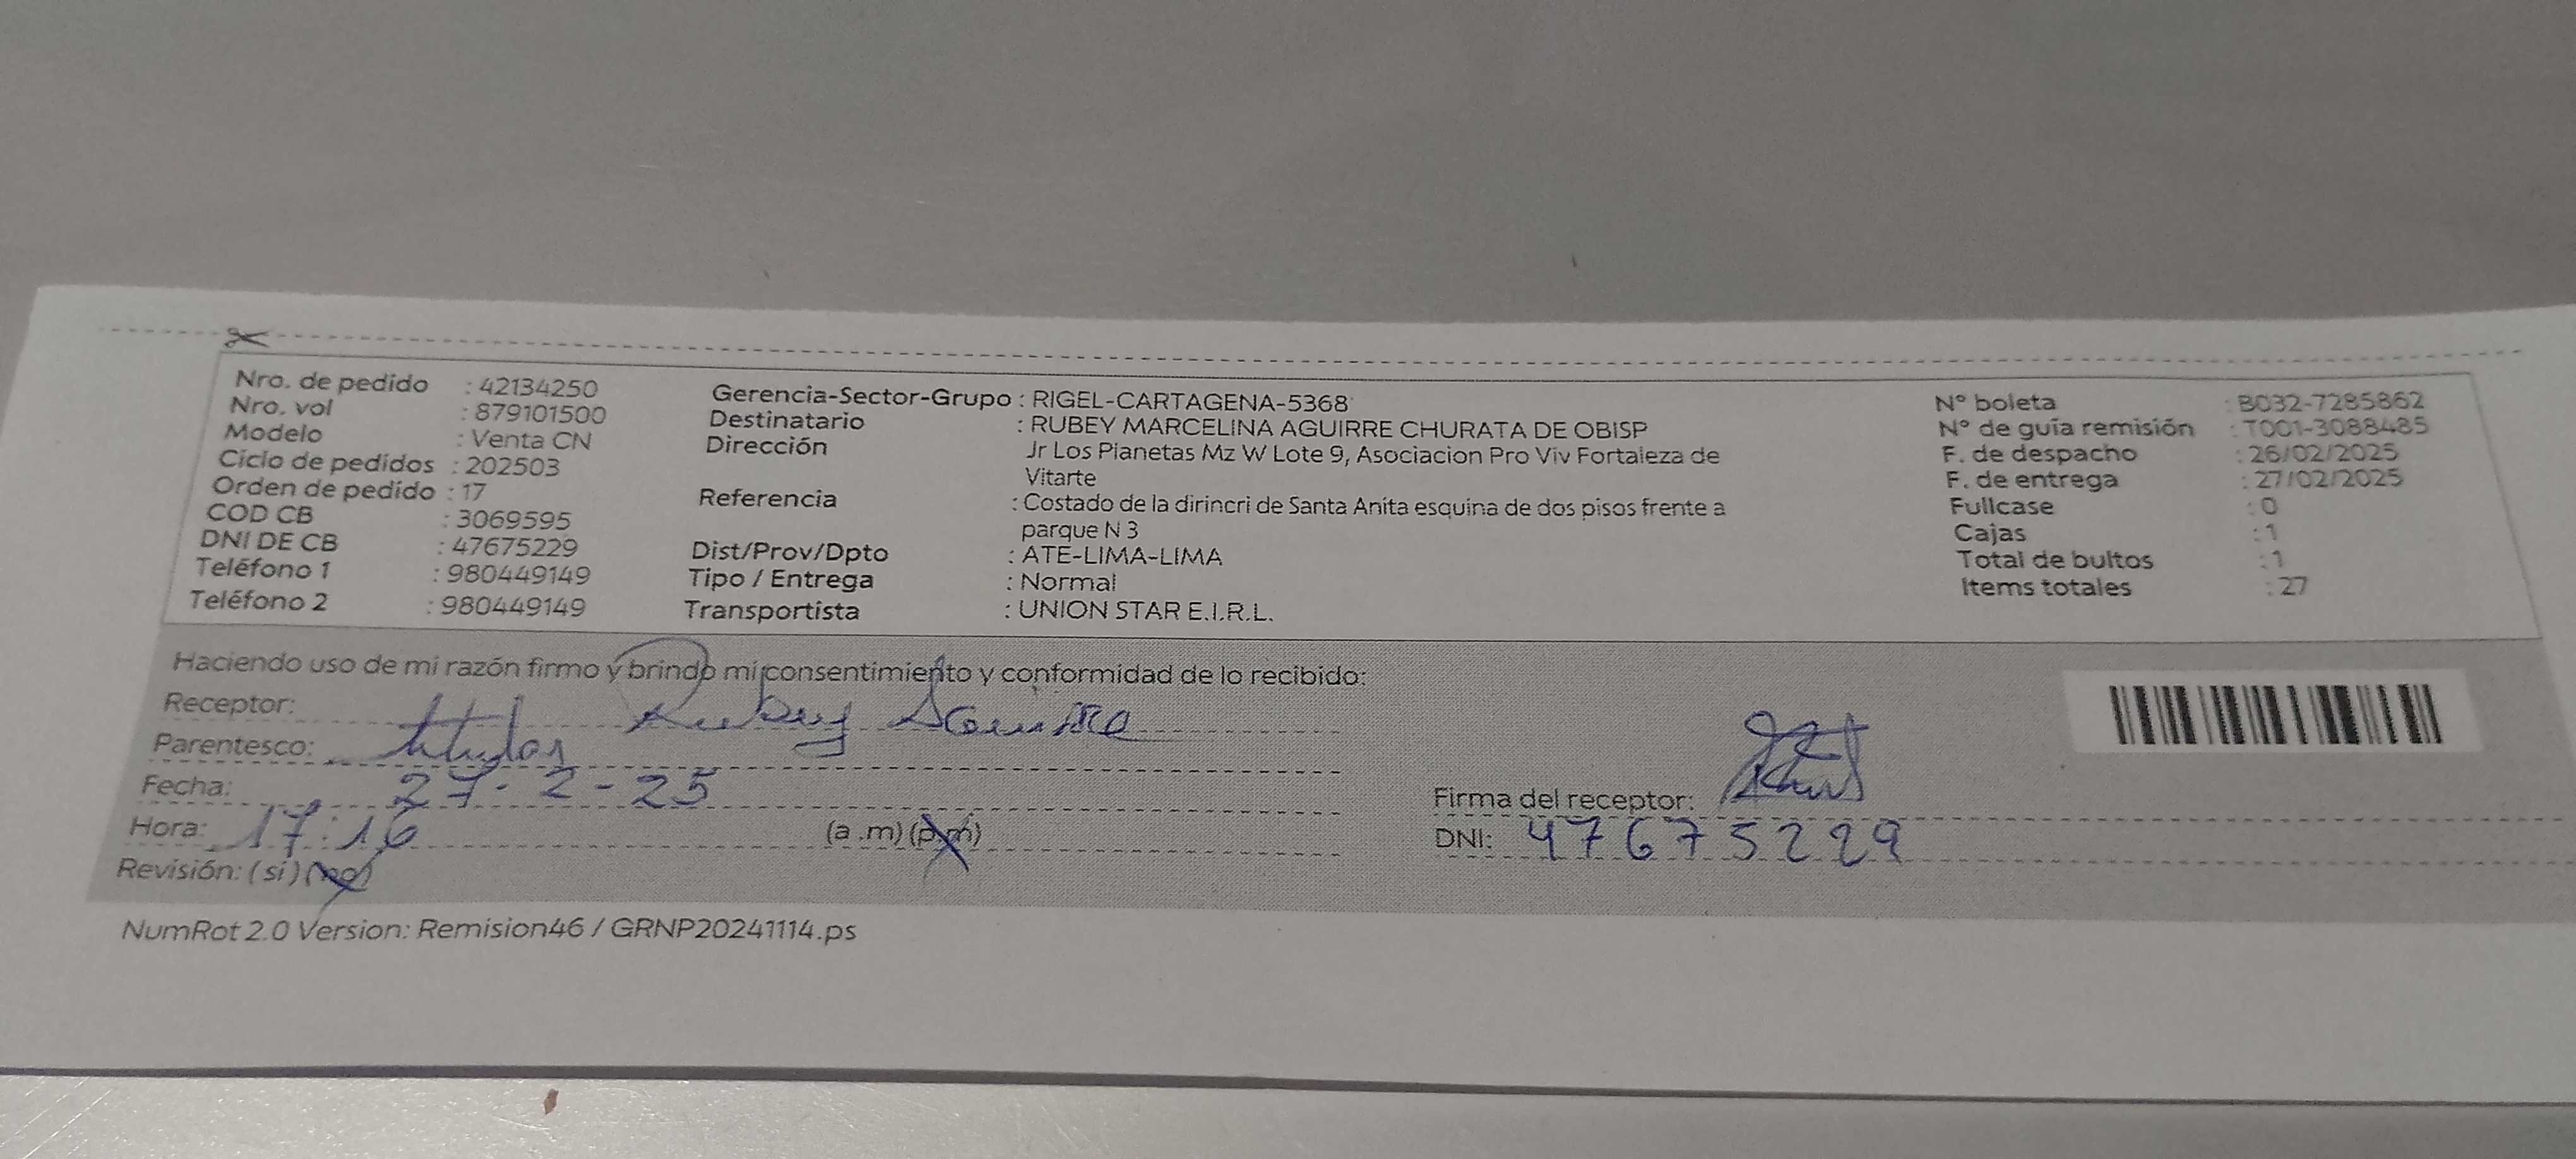 Nro. de pedido : 42134250
Nro. vol : 879101500
Modelo : Venta CN
Ciclo de pedidos : 202503
Orden de pedido : 17
COD CB : 3069595
DNI DE CB : 47675229
Teléfono 1 : 980449149
Teléfono 2 : 980449149
Gerencia-Sector-Grupo : RIGEL-CARTAGENA-5368
Destinatario : RUBEY MARCELINA AGUIRRE CHURATA DE OBISP
Dirección Jr Los Planetas Mz W Lote 9, Asociacion Pro Viv Fortaleza de
Vitarte
Referencia : Costado de la dirincri de Santa Anita esquina de dos pisos frente a
parque N 3
Dist/Prov/Dpto : ATE-LIMA-LIMA
Tipo / Entrega : Normal
Transportista : UNION STAR E.I.R.L.
N° boleta : B032-7285862
N° de guía remisión : T001-3088485
F. de despacho : 26/02/2025
F. de entrega : 27/02/2025
Fullcase : 0
Cajas : 1
Total de bultos : 1
Items totales : 27
Haciendo uso de mi razón firmo y brindo mi consentimiento y conformidad de lo recibido:
Receptor: Rubey Aguirre
Parentesco: titular
Fecha: 27-2-25
Hora: 17:16 (a .m) (p.m)
Revisión: (si) (no)
Firma del receptor:
DNI: 47675229
NumRot 2.0 Version: Remision46 / GRNP20241114.ps